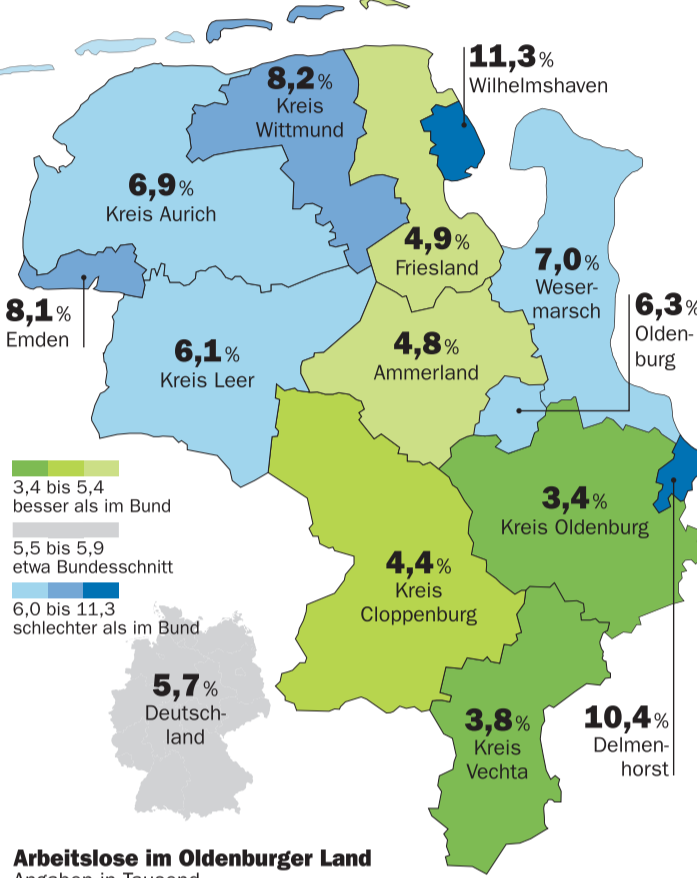 11,3%
Wilhelmshaven
8,2%
Kreis
Wittmund
6,9%
Kreis Aurich
4,9%
Friesland
7,0%
Weser-
marsch
6,3%
Olden-
burg
8,1%
Emden
6,1%
Kreis Leer
4,8%
Ammerland
3,4 bis 5,4
besser als im Bund
5,5 bis 5,9
etwa Bundesschnitt
6,0 bis 11,3
schlechter als im Bund
3,4%
Kreis Oldenburg
4,4%
Kreis
Cloppenburg
5,7%
Deutsch-
land
3,8%
Kreis
Vechta
10,4%
Delmen-
horst
Arbeitslose im Oldenburger Land
Angaben in Tausend